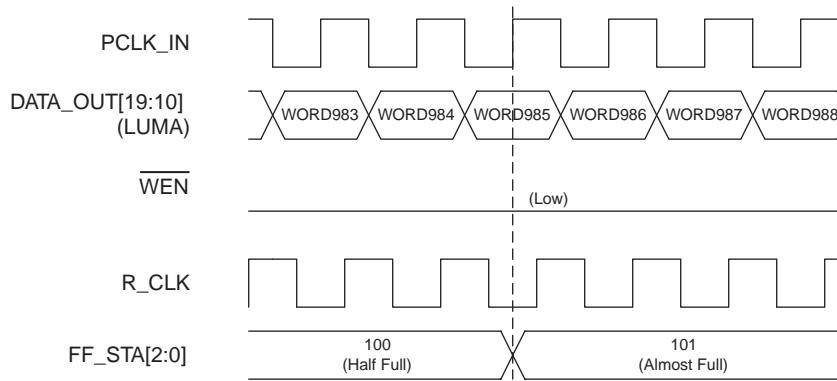 PCLK_IN
DATA_OUT[19:10]
(LUMA)
WORD983 WORD984 WORD985 WORD986 WORD987 WORD988
WEN
(Low)
R_CLK
FF_STA[2:0]
100
(Half Full)
101
(Almost Full)